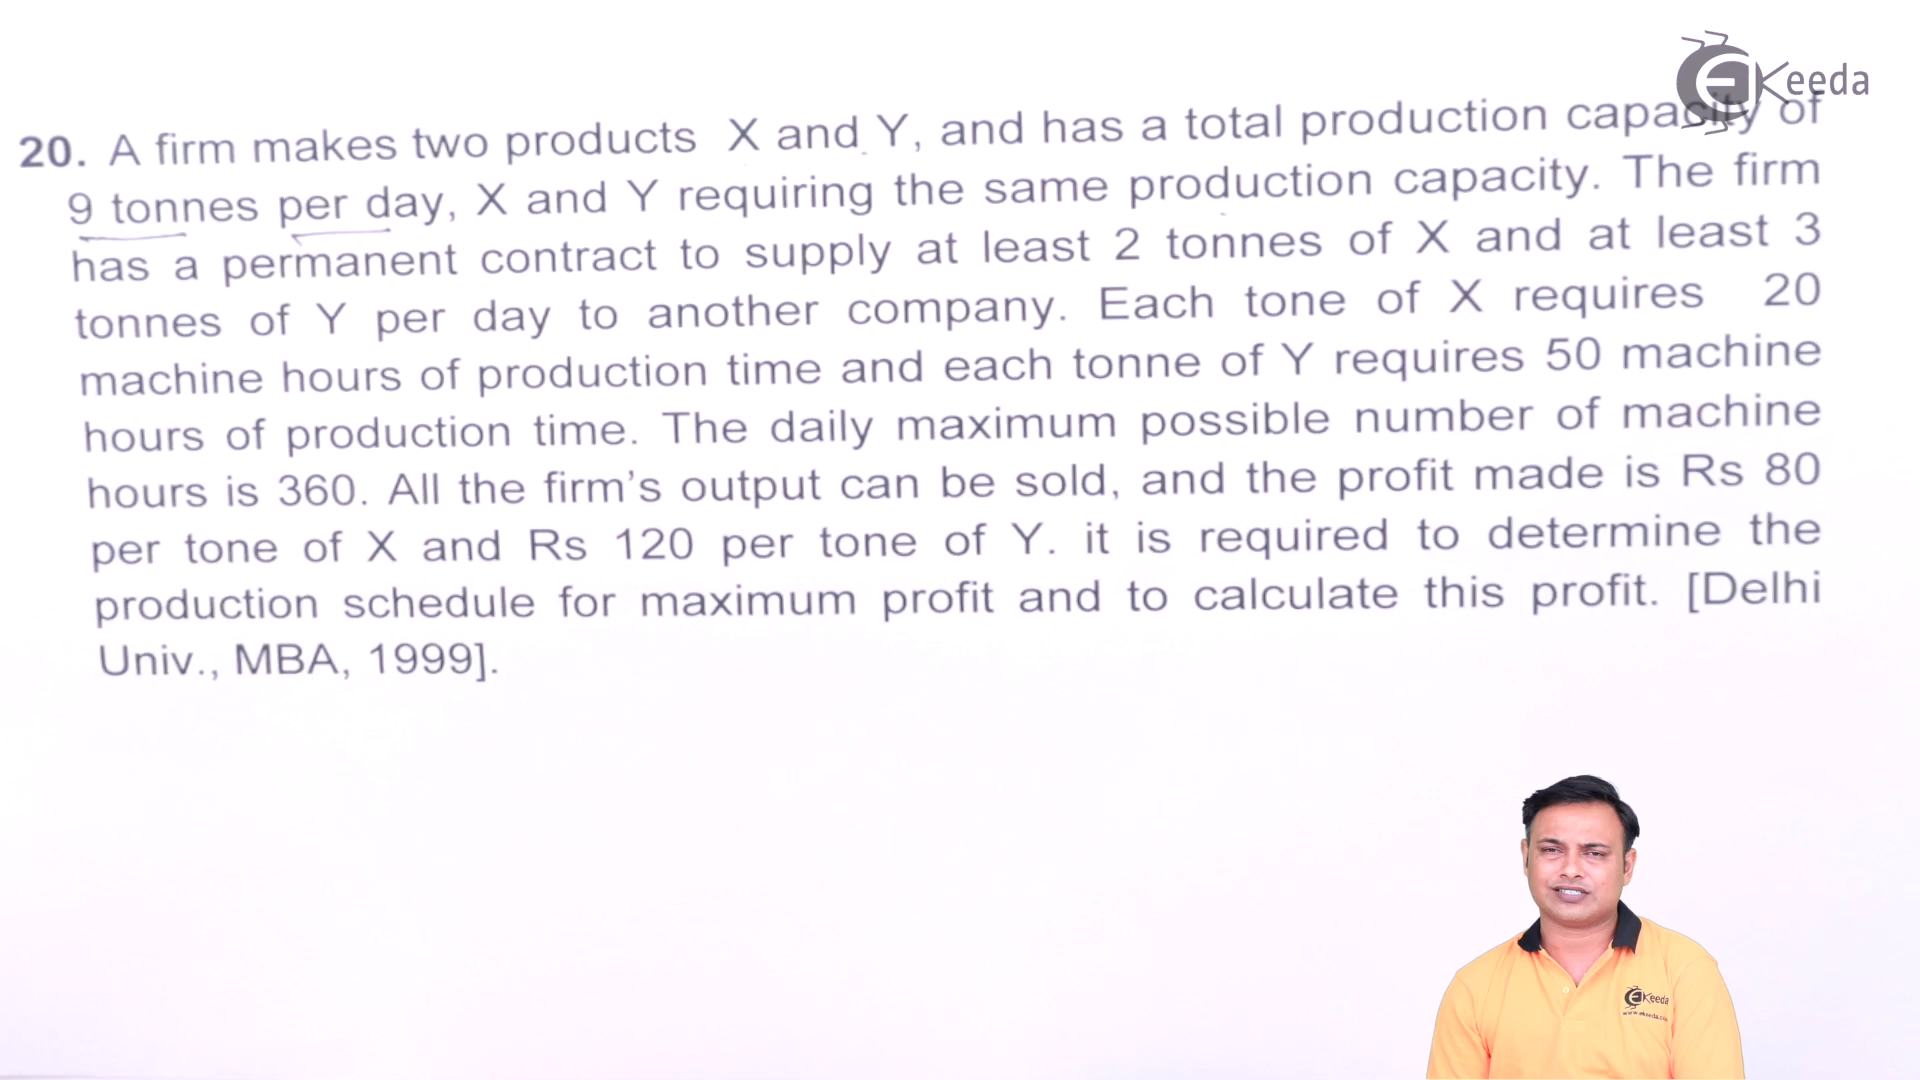 Keeda
20. A firm makes two products X and Y, and has a total production capacity of
9 tonnes per day, X and Y requiring the same production capacity. The firm
has a permanent contract to supply at least 2 tonnes of X and at least 3
tonnes of Y per day to another company. Each tone of X requires 20
machine hours of production time and each tonne of Y requires 50 machine
hours of production time. The daily maximum possible number of machine
hours is 360. All the firm's output can be sold, and the profit made is Rs 80
per tone of X and Rs 120 per tone of Y. it is required to determine the
production schedule for maximum profit and to calculate this profit. [Delhi
Univ., MBA, 1999].
Keeda